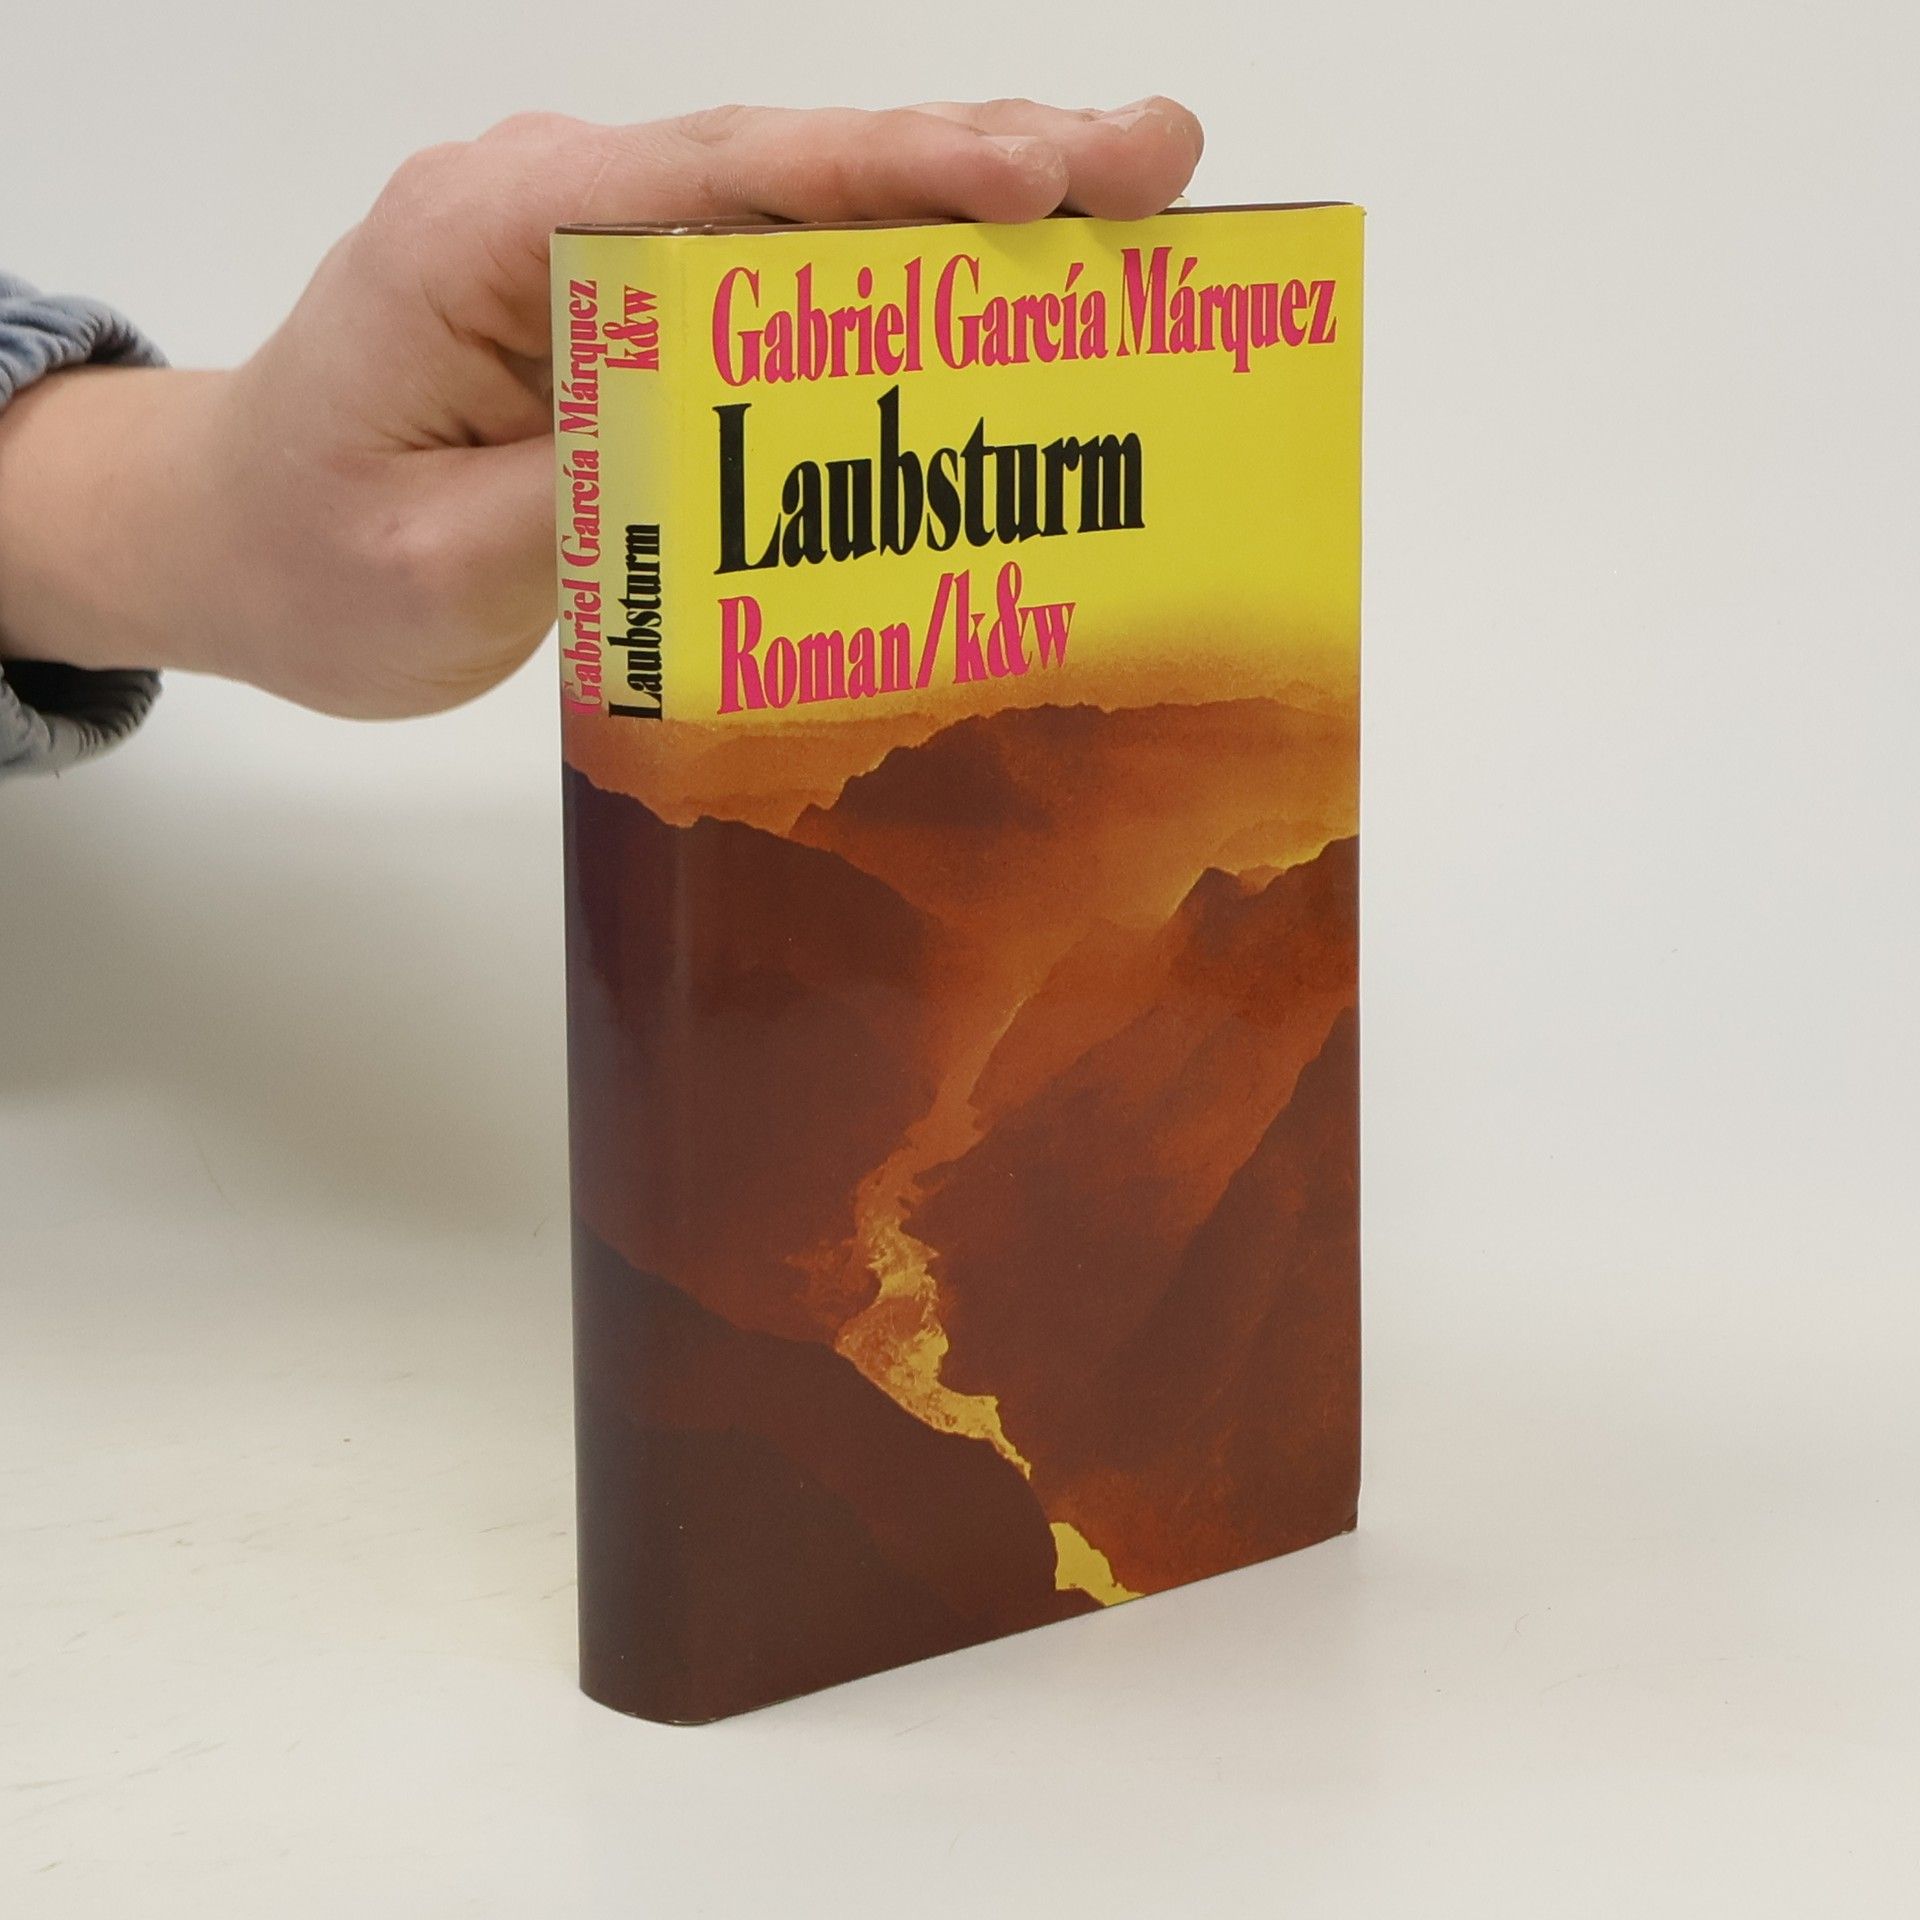 Gabriel García Márquez
Laubsturm
Roman/k&w
Gabriel García Márquez
Laubsturm
k&w